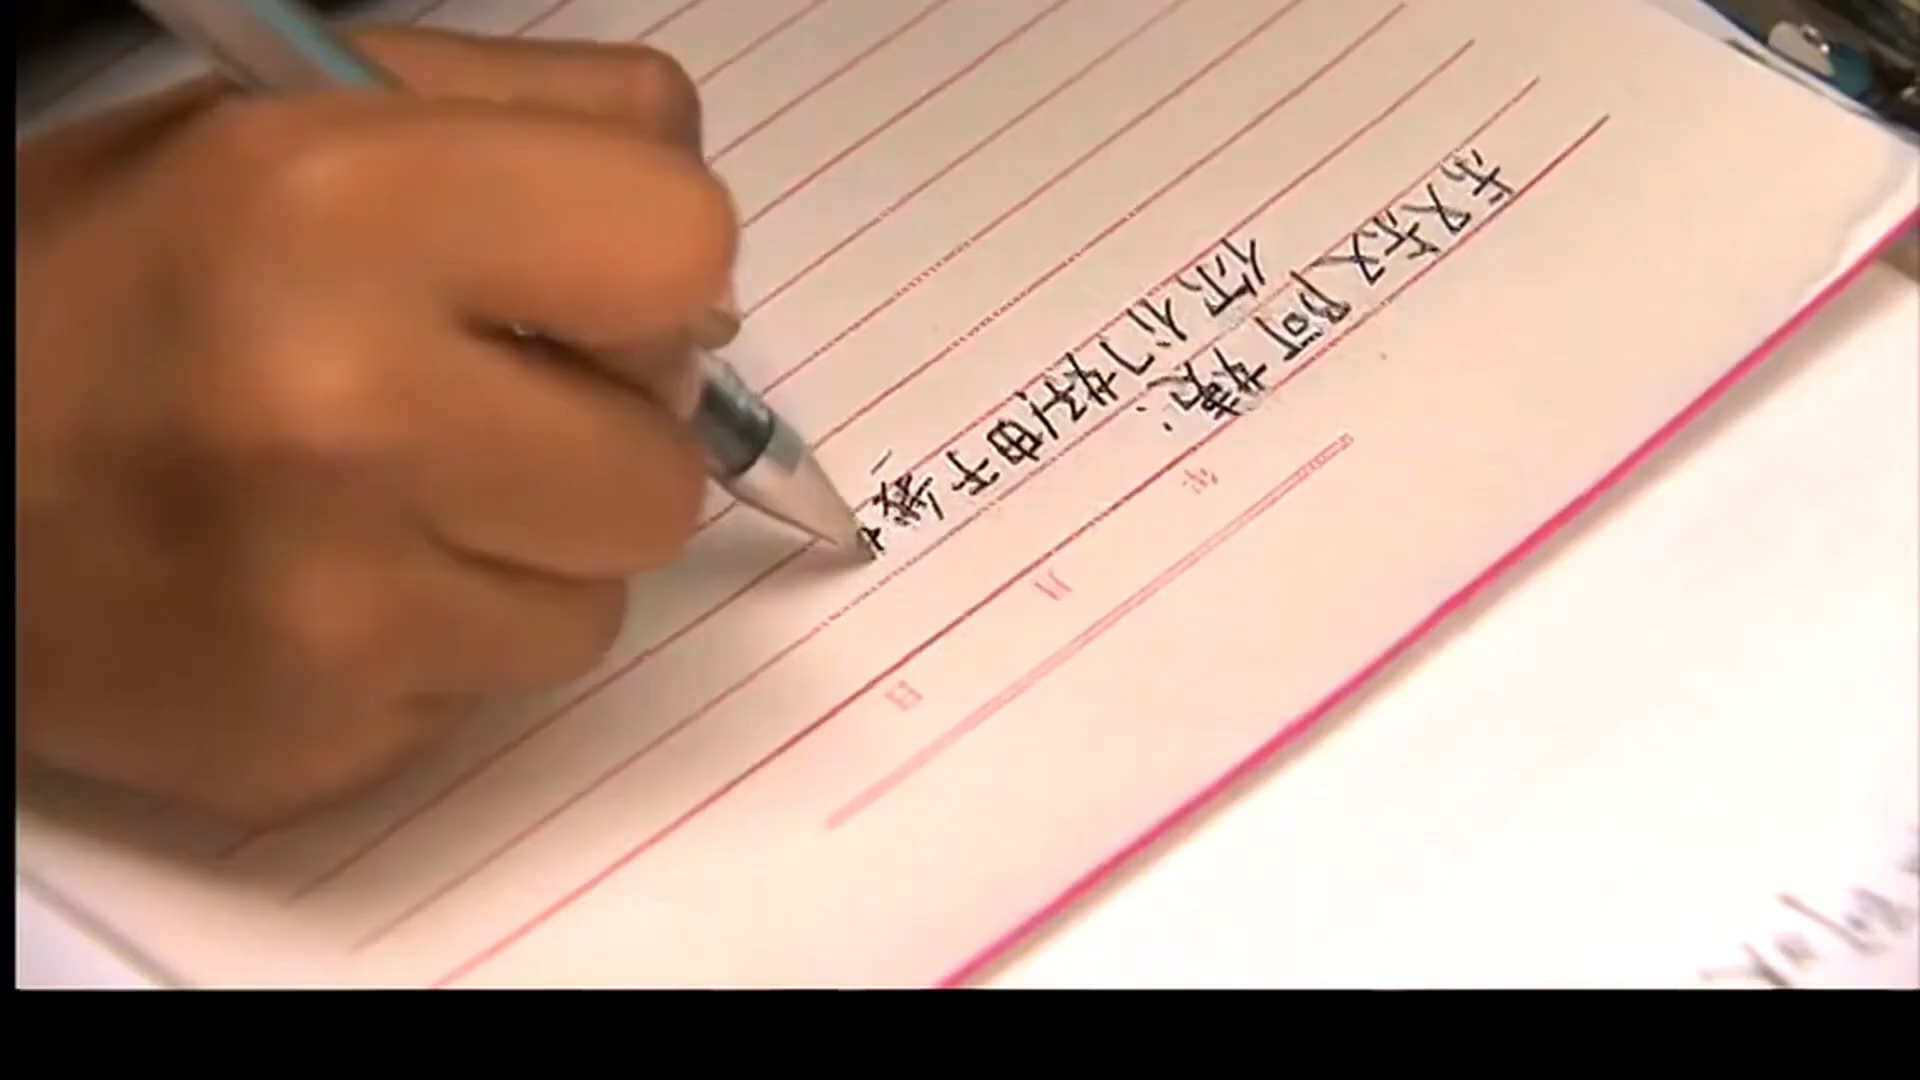 年 月 日
叔叔阿姨:
你们好!由于